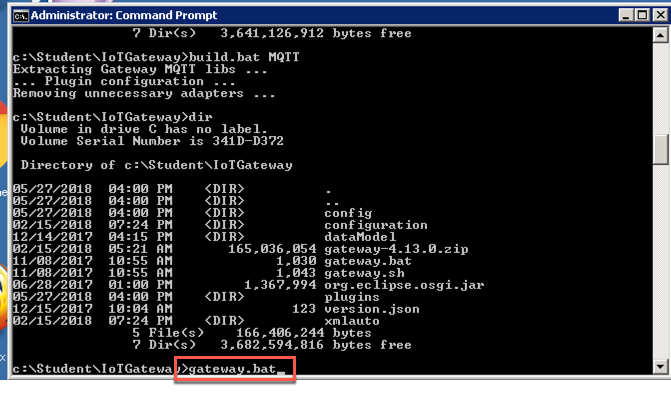 Administrator: Command Prompt
7 Dir(s) 3,641,126,912 bytes free
c:\Student\IoTGateway>build.bat MQTT
Extracting Gateway MQTT libs ...
... Plugin configuration ...
Removing unnecessary adapters ...
c:\Student\IoTGateway>dir
Volume in drive C has no label.
Volume Serial Number is 341D-D372
Directory of c:\Student\IoTGateway
05/27/2018 04:00 PM <DIR> .
05/27/2018 04:00 PM <DIR> ..
05/27/2018 04:00 PM <DIR> config
02/15/2018 07:24 PM <DIR> configuration
12/14/2017 04:15 PM <DIR> dataModel
02/15/2018 05:21 AM 165,036,054 gateway-4.13.0.zip
11/08/2017 10:55 AM 1,030 gateway.bat
11/08/2017 10:55 AM 1,043 gateway.sh
06/28/2017 01:00 PM 1,367,994 org.eclipse.osgi.jar
05/27/2018 04:00 PM <DIR> plugins
12/15/2017 10:04 AM 123 version.json
02/15/2018 07:24 PM <DIR> xmlauto
5 File(s) 166,406,244 bytes
7 Dir(s) 3,682,594,816 bytes free
c:\Student\IoTGateway>gateway.bat_